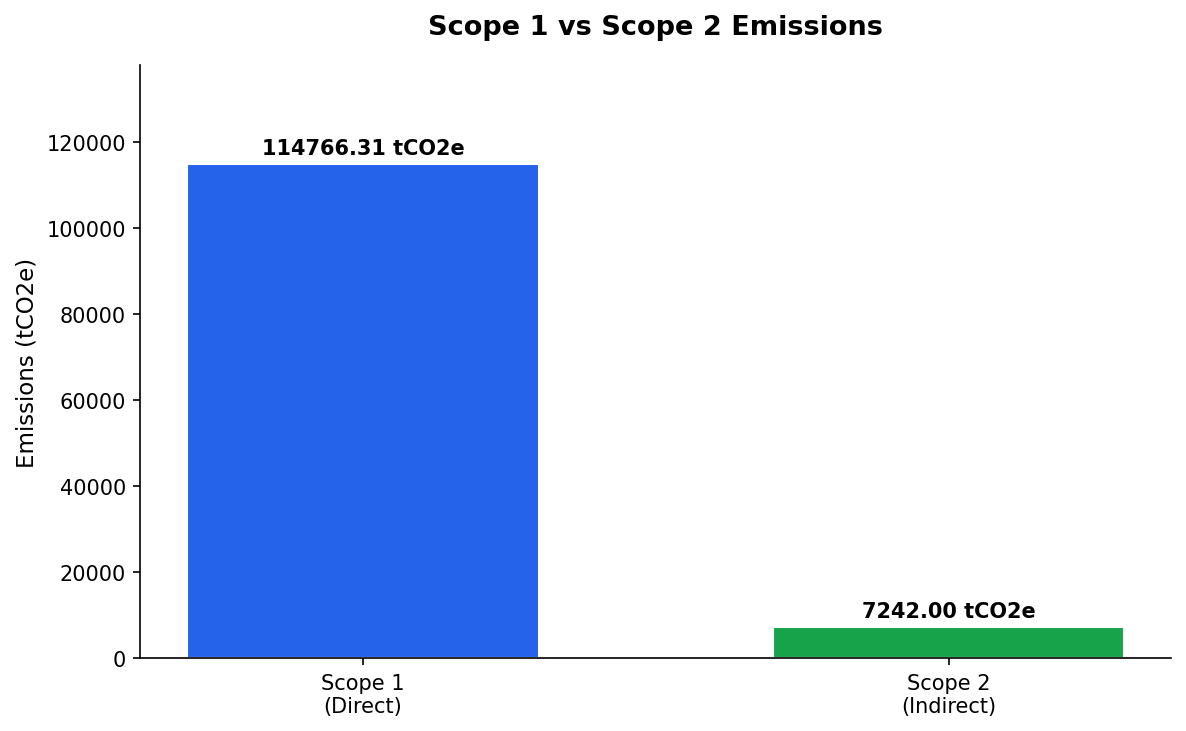 Scope 1 vs Scope 2 Emissions
Emissions (tCO2e)
120000
100000
80000
60000
40000
20000
0
114766.31 tCO2e
7242.00 tCO2e
Scope 1
(Direct)
Scope 2
(Indirect)